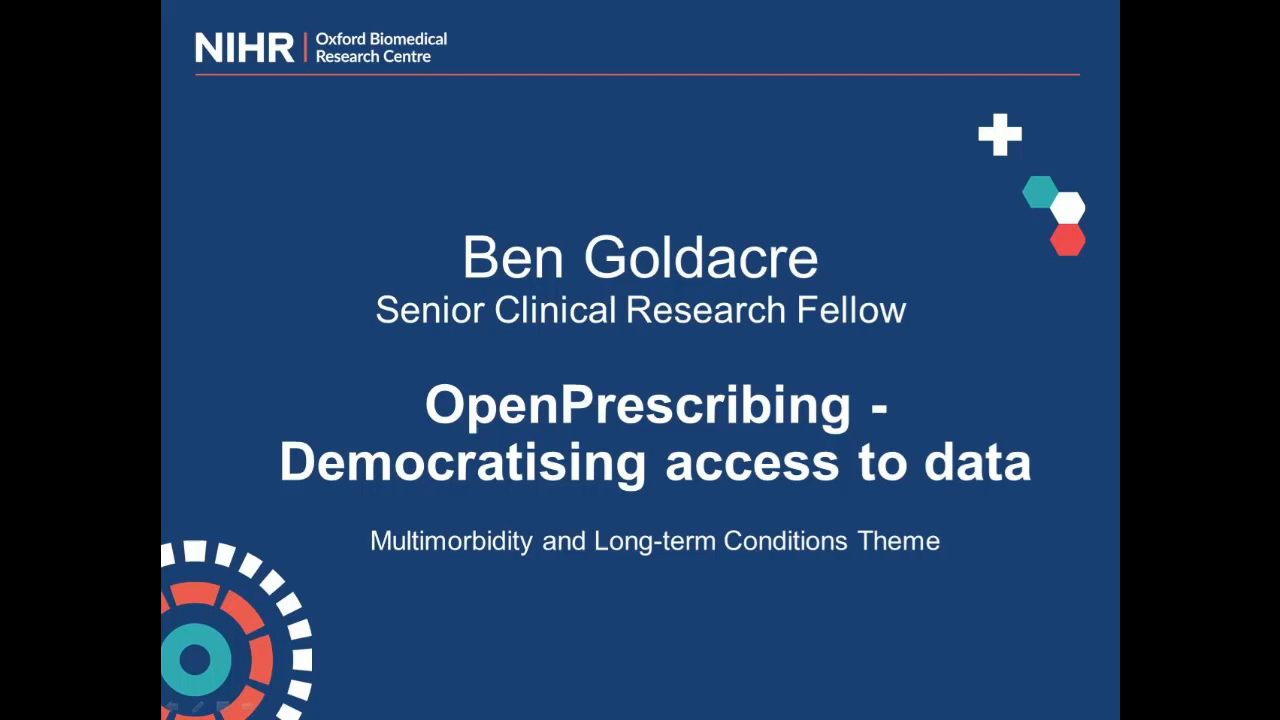 NIHR | Oxford Biomedical
Research Centre
Ben Goldacre
Senior Clinical Research Fellow
OpenPrescribing -
Democratising access to data
Multimorbidity and Long-term Conditions Theme